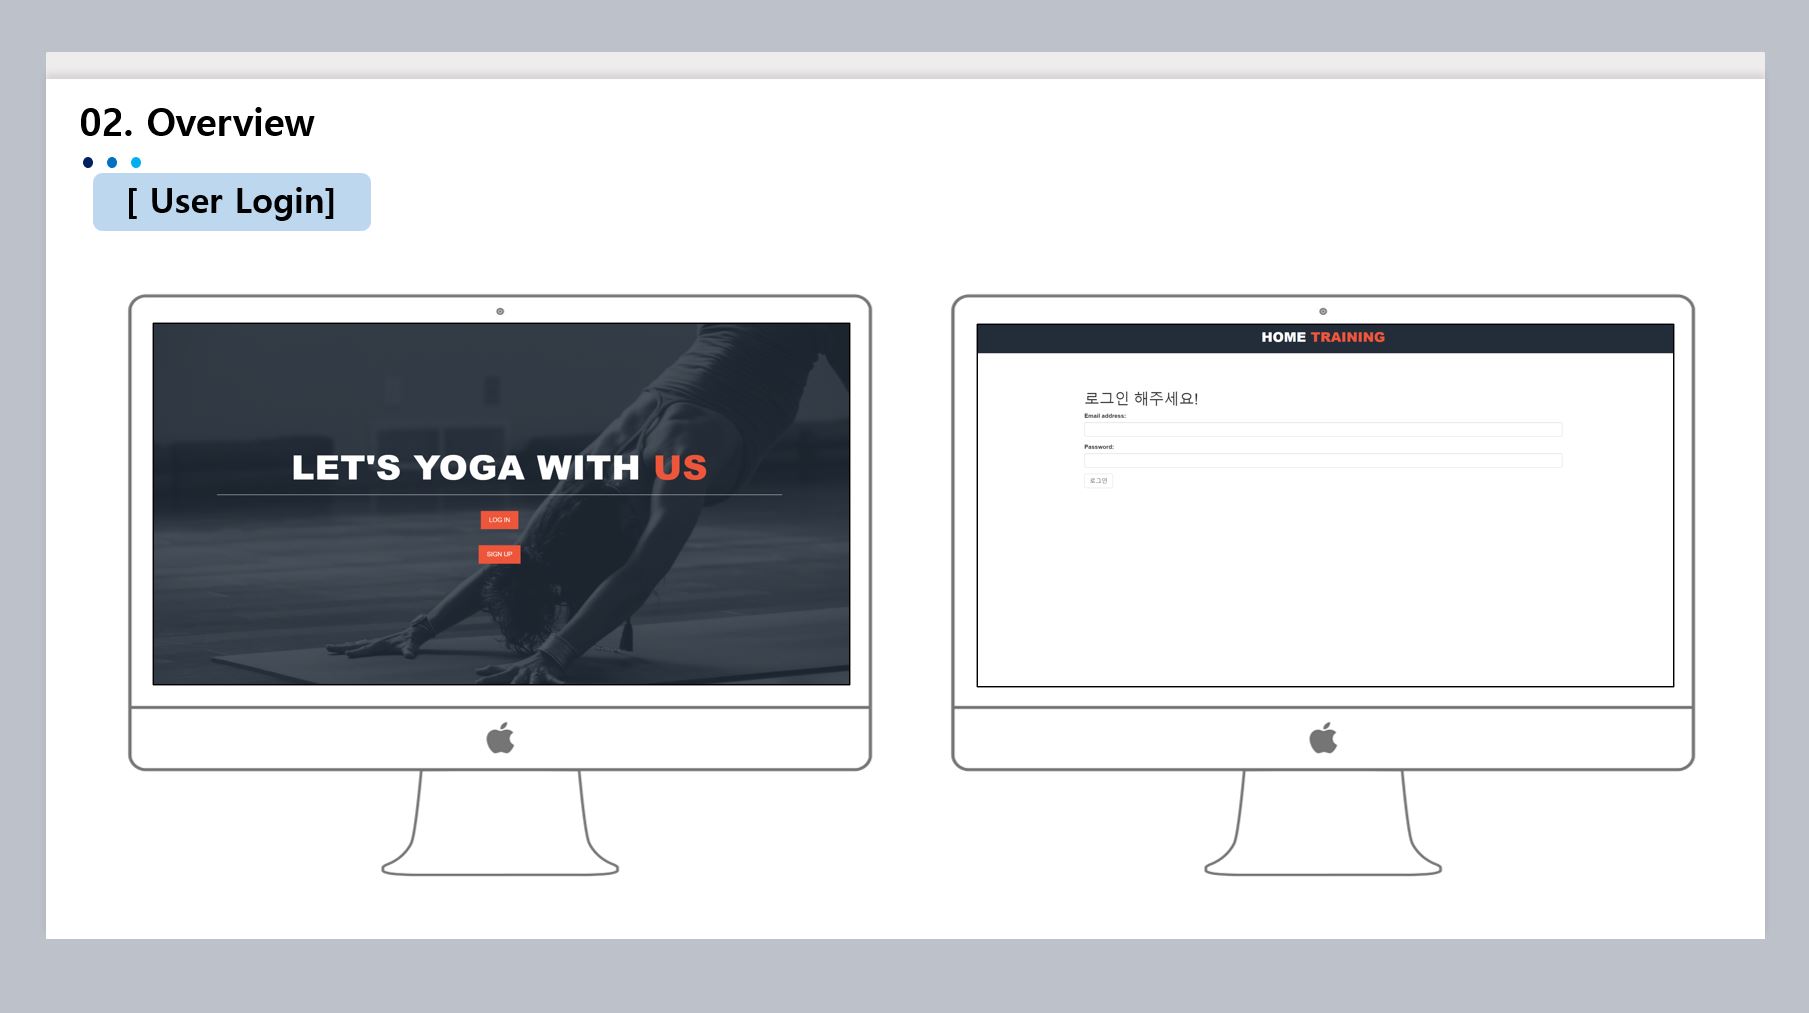 02. Overview
[ User Login]
LET'S YOGA WITH US
LOG IN
SIGN UP
HOME TRAINING
로그인 해주세요!
Email address:
Password:
로그인